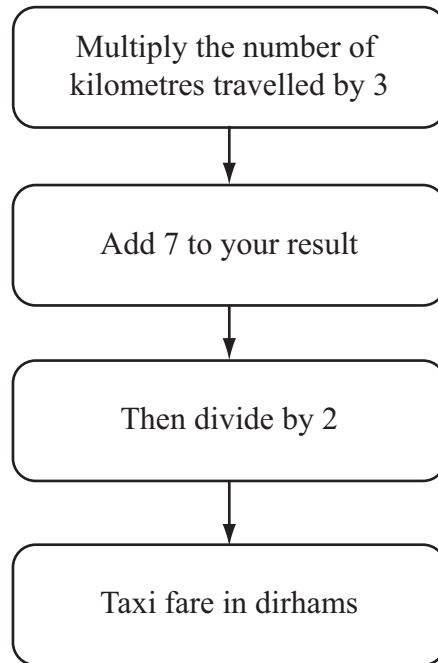 Multiply the number of
kilometres travelled by 3
Add 7 to your result
Then divide by 2
Taxi fare in dirhams